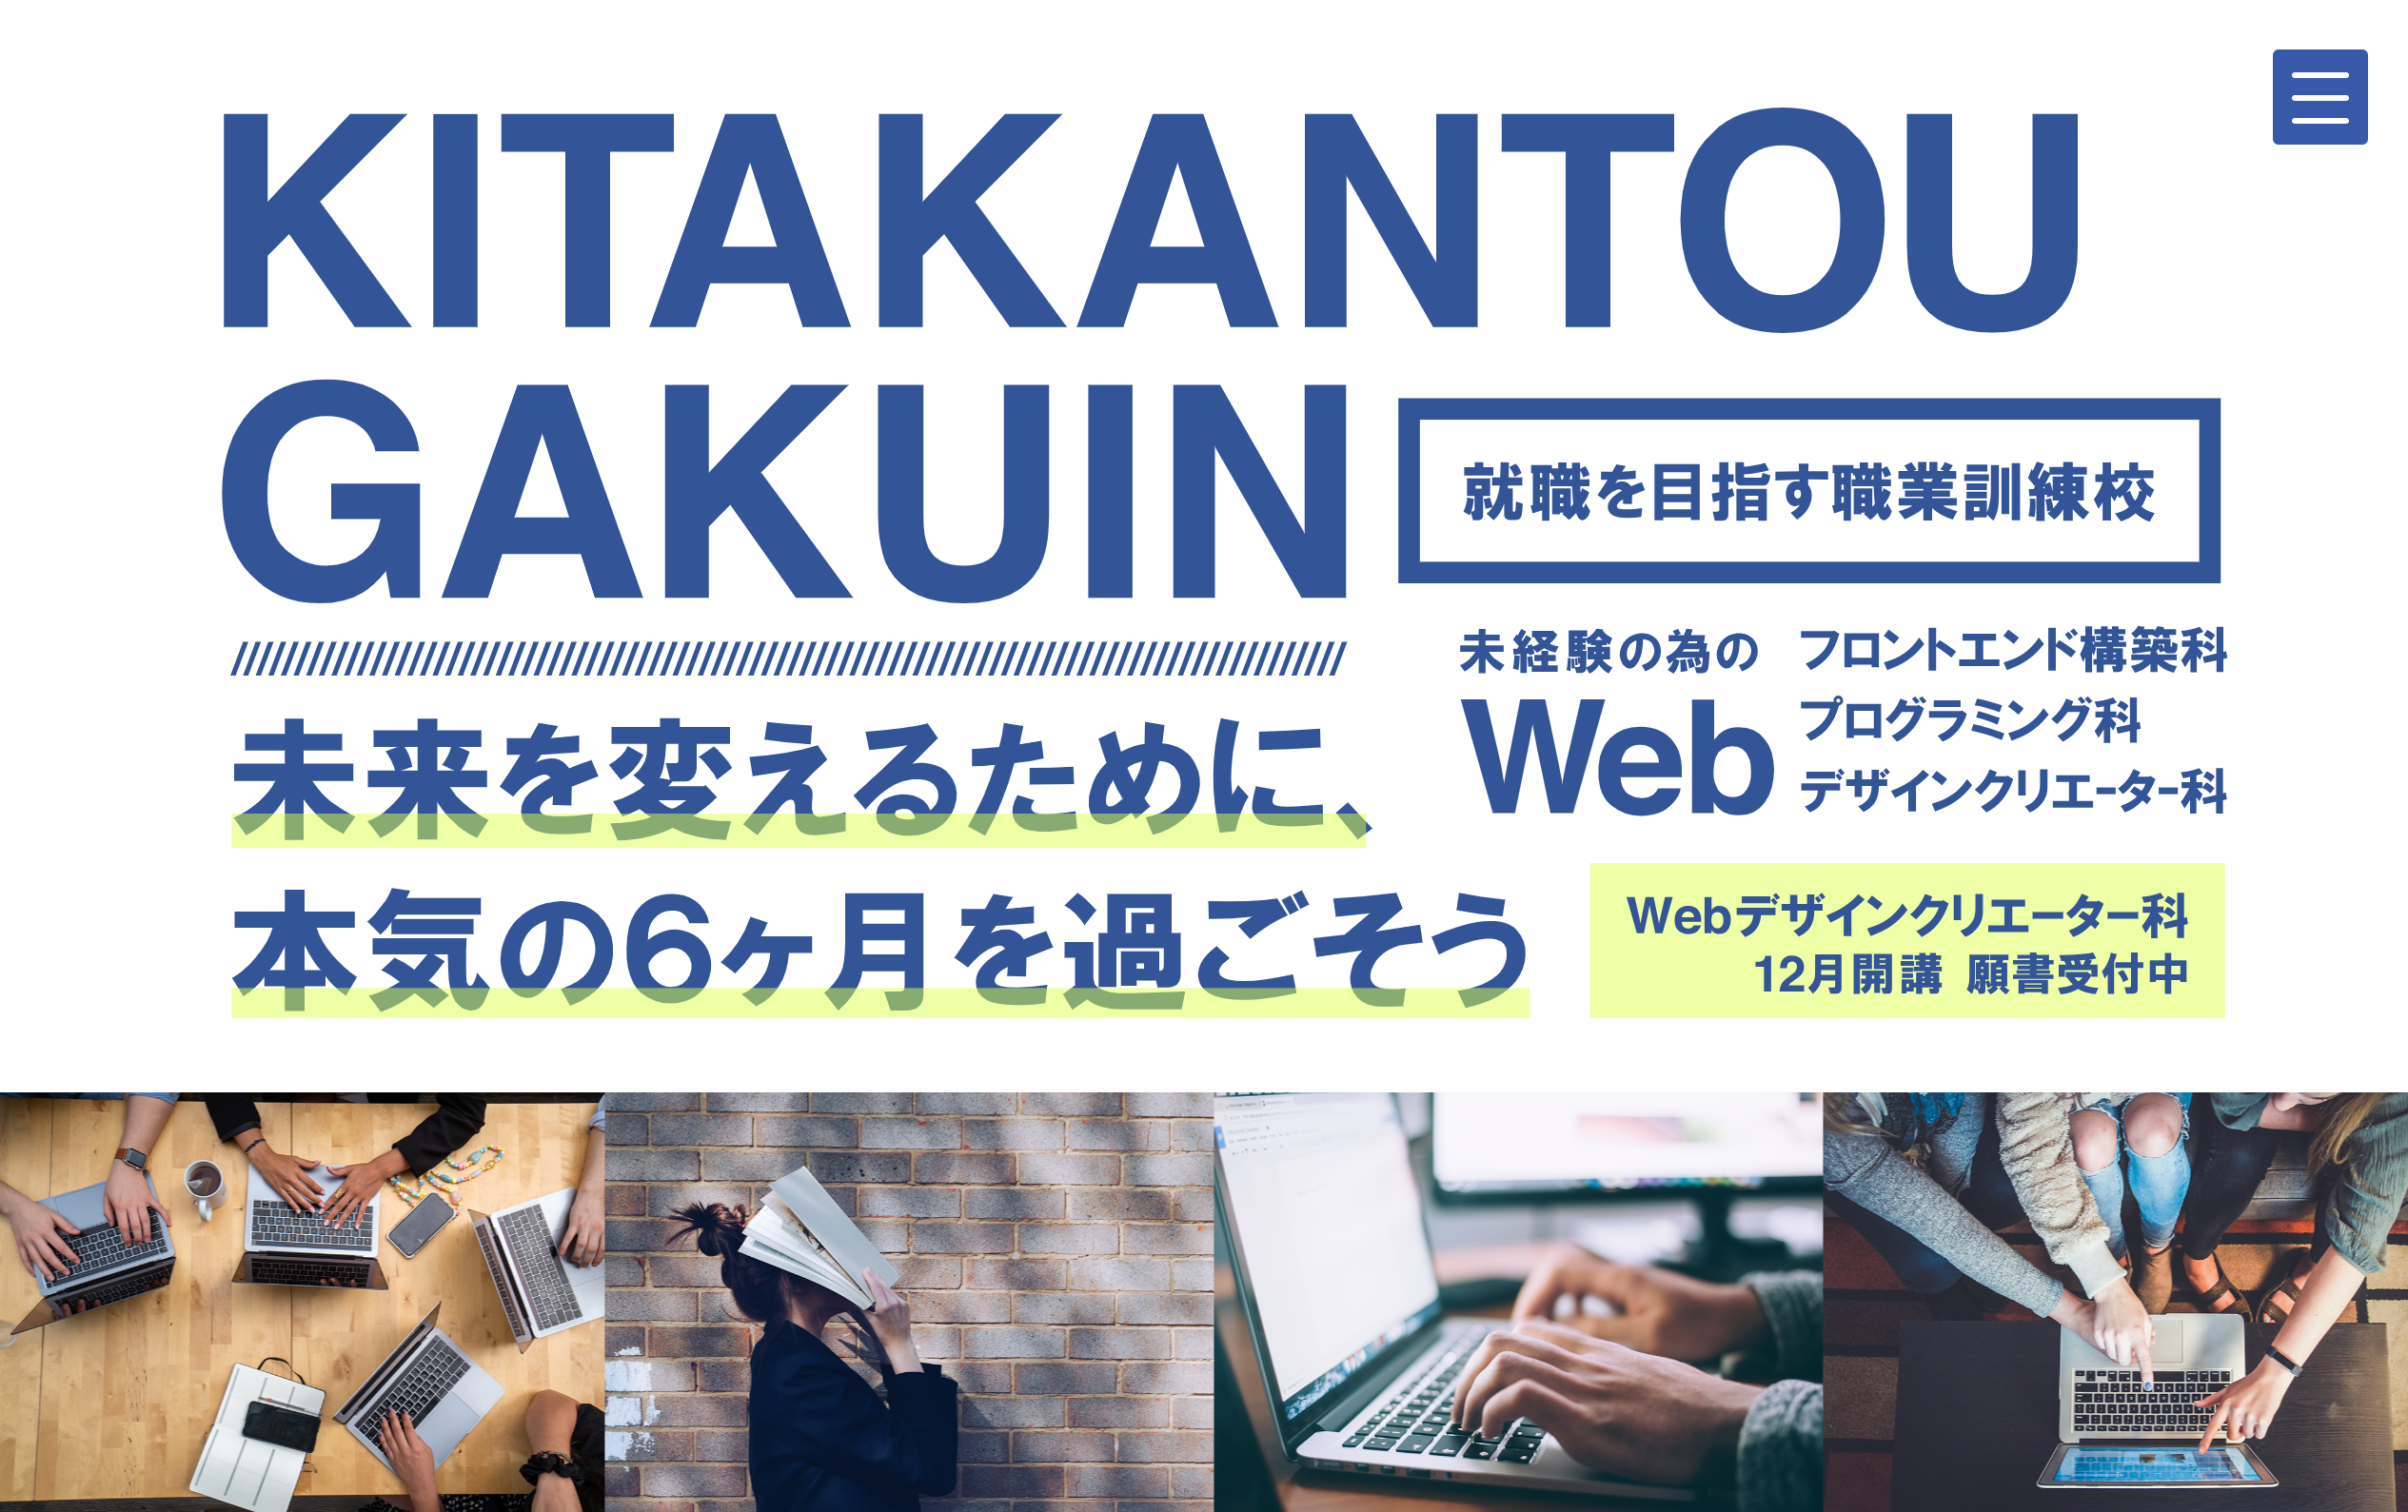 KITAKANTOU
GAKUIN
就職を目指す職業訓練校
未経験の為の
Web
フロントエンド構築科
プログラミング科
デザインクリエーター科
未来を変えるために、
本気の6ヶ月を過ごそう
Webデザインクリエーター科
12月開講 願書受付中